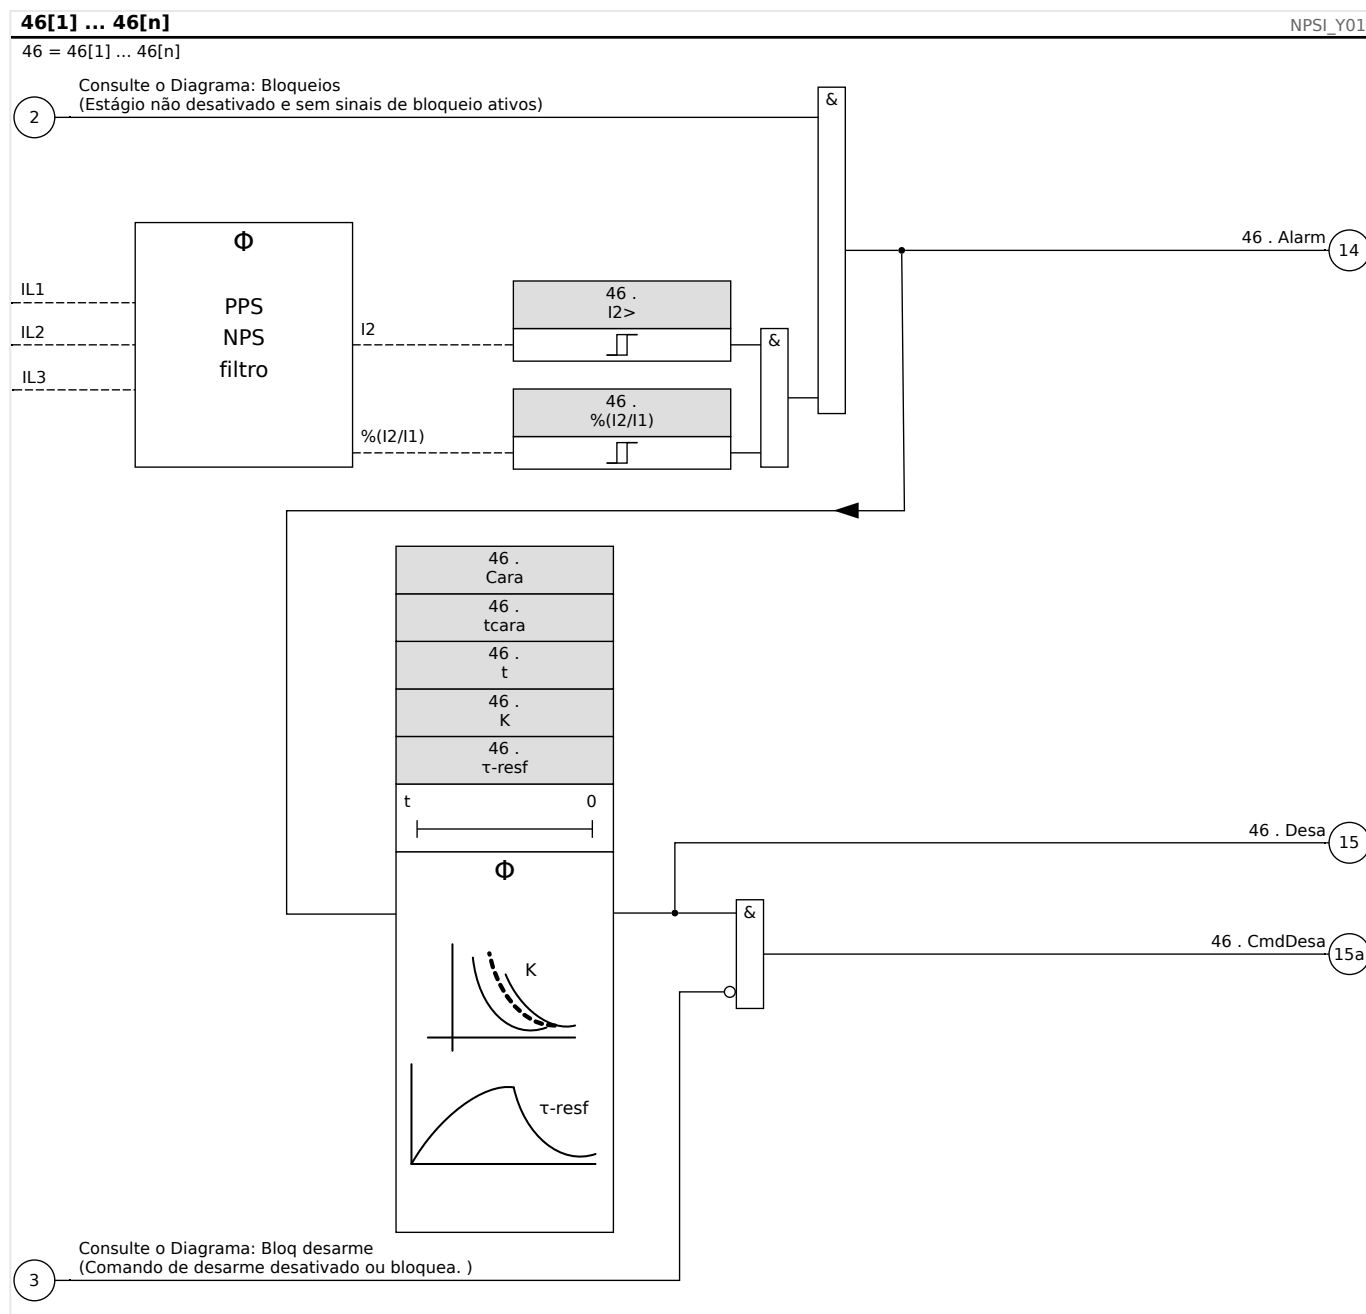 46[1] ... 46[n]
NPSI_Y01
46 = 46[1] ... 46[n]
Consulte o Diagrama: Bloqueios
(Estágio não desativado e sem sinais de bloqueio ativos)
2
&
Φ
PPS
NPS
filtro
IL1
IL2
IL3
I2
%(I2/I1)
46 .
I2>
46 .
%(I2/I1)
&
46 . Alarm
14
46 .
Cara
46 .
tcara
46 .
t
46 .
K
46 .
τ-resf
t
0
Φ
K
τ-resf
46 . Desa
15
&
46 . CmdDesa
15a
Consulte o Diagrama: Bloq desarme
(Comando de desarme desativado ou bloquea. )
3